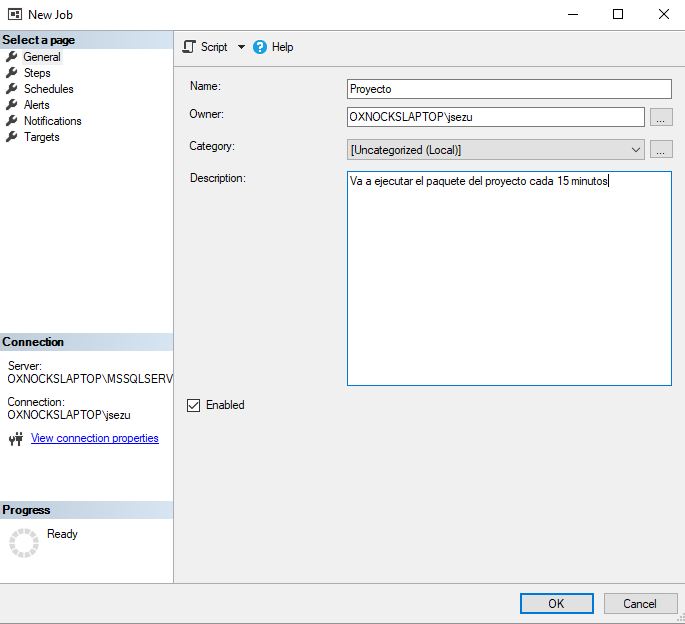 New Job
Select a page
General
Steps
Schedules
Alerts
Notifications
Targets
Script
Help
Name:
Proyecto
Owner:
OXNOCKSLAPTOP\jsezu
...
Category:
[Uncategorized (Local)]
...
Description:
Va a ejecutar el paquete del proyecto cada 15 minutos
Enabled
Connection
Server:
OXNOCKSLAPTOP\MSSQLSERV
Connection:
OXNOCKSLAPTOP\jsezu
View connection properties
Progress
Ready
OK
Cancel